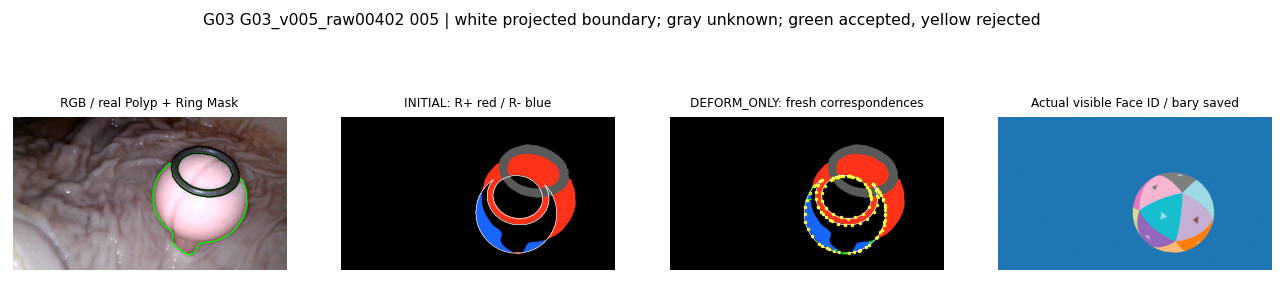 G03 G03_v005_raw00402 005 | white projected boundary; gray unknown; green accepted, yellow rejected
RGB / real Polyp + Ring Mask
INITIAL: R+ red / R- blue
DEFORM_ONLY: fresh correspondences
Actual visible Face ID / bary saved